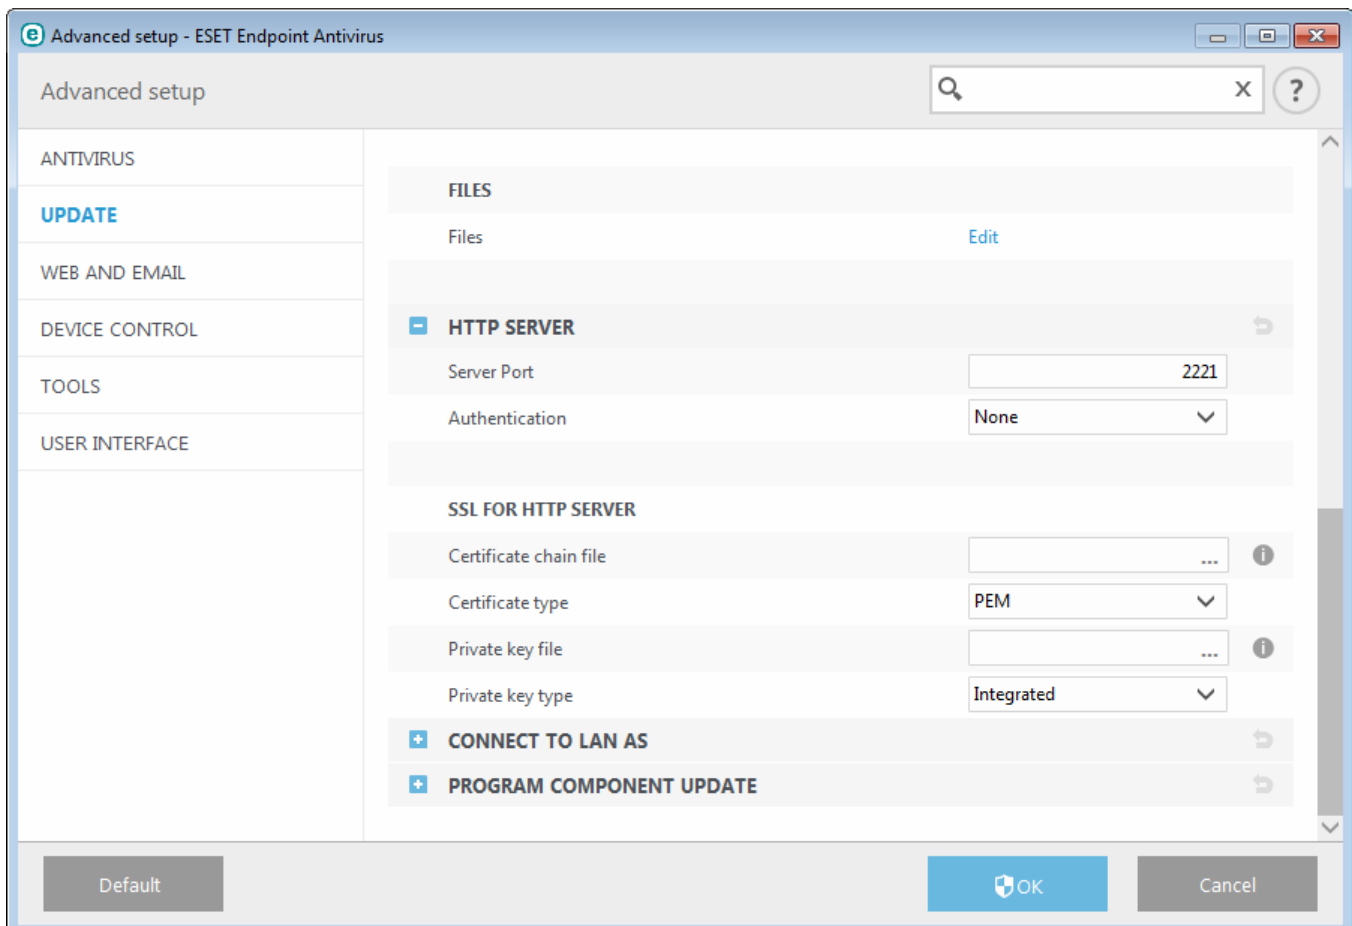 Advanced setup - ESET Endpoint Antivirus
Advanced setup
X
?
ANTIVIRUS
UPDATE
WEB AND EMAIL
DEVICE CONTROL
TOOLS
USER INTERFACE
FILES
Files Edit
HTTP SERVER
Server Port 2221
Authentication None
SSL FOR HTTP SERVER
Certificate chain file ...
Certificate type PEM
Private key file ...
Private key type Integrated
CONNECT TO LAN AS
PROGRAM COMPONENT UPDATE
Default
OK
Cancel